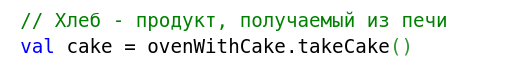 // Хлеб - продукт, получаемый из печи
val cake = ovenWithCake.takeCake()